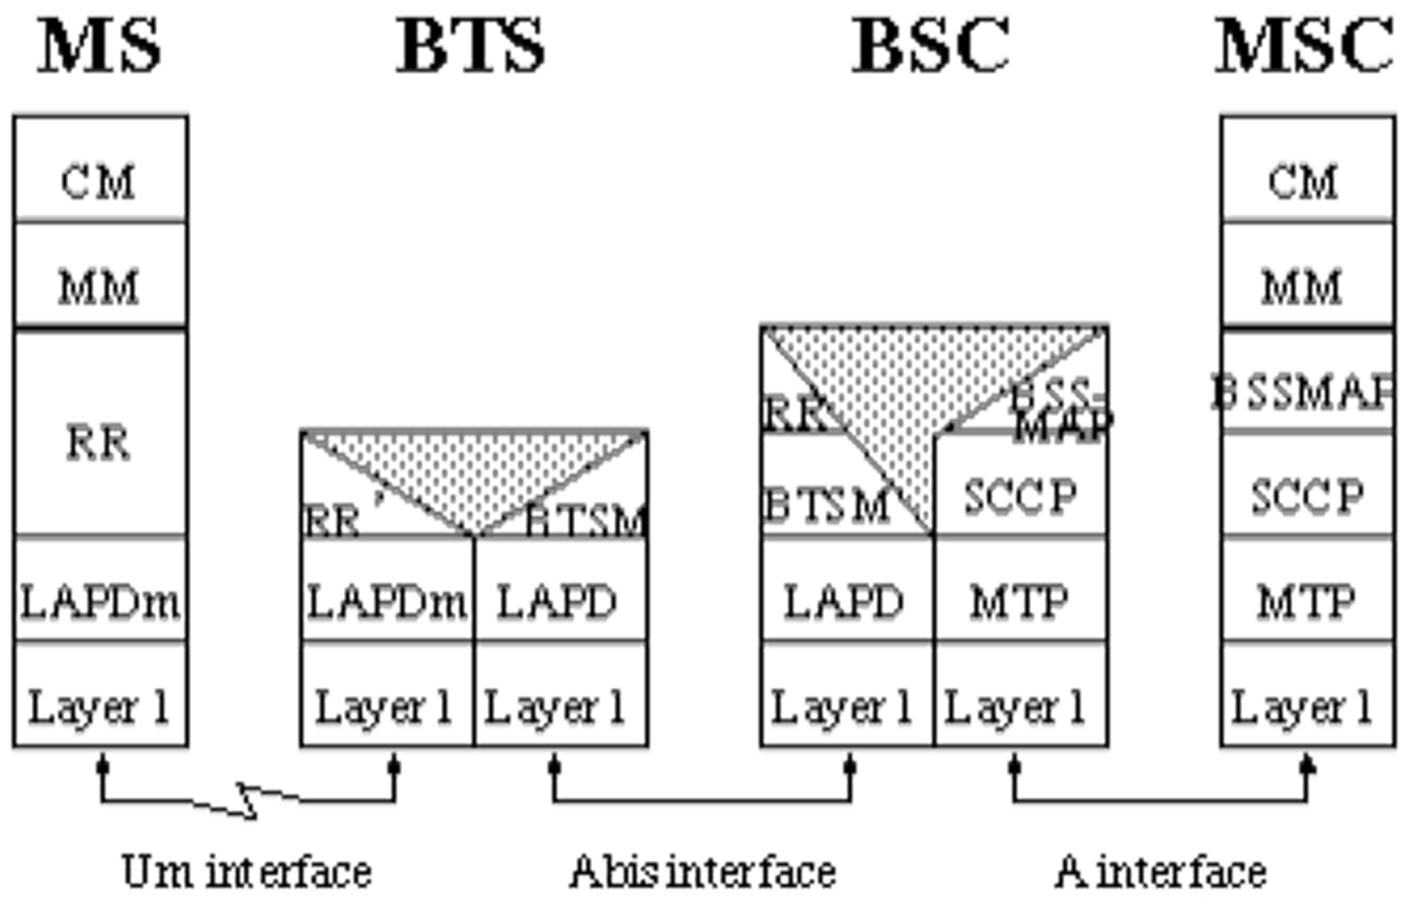 MS BTS BSC MSC
CM
MM
RR
LAPDm
Layer 1
RR'
BTSM
LAPDm
LAPD
Layer 1
Layer 1
RR'
BSS-
MAP
BTSM
SCCP
LAPD
MTP
Layer 1
Layer 1
CM
MM
BSSMAP
SCCP
MTP
Layer 1
Um interface
Abis interface
A interface